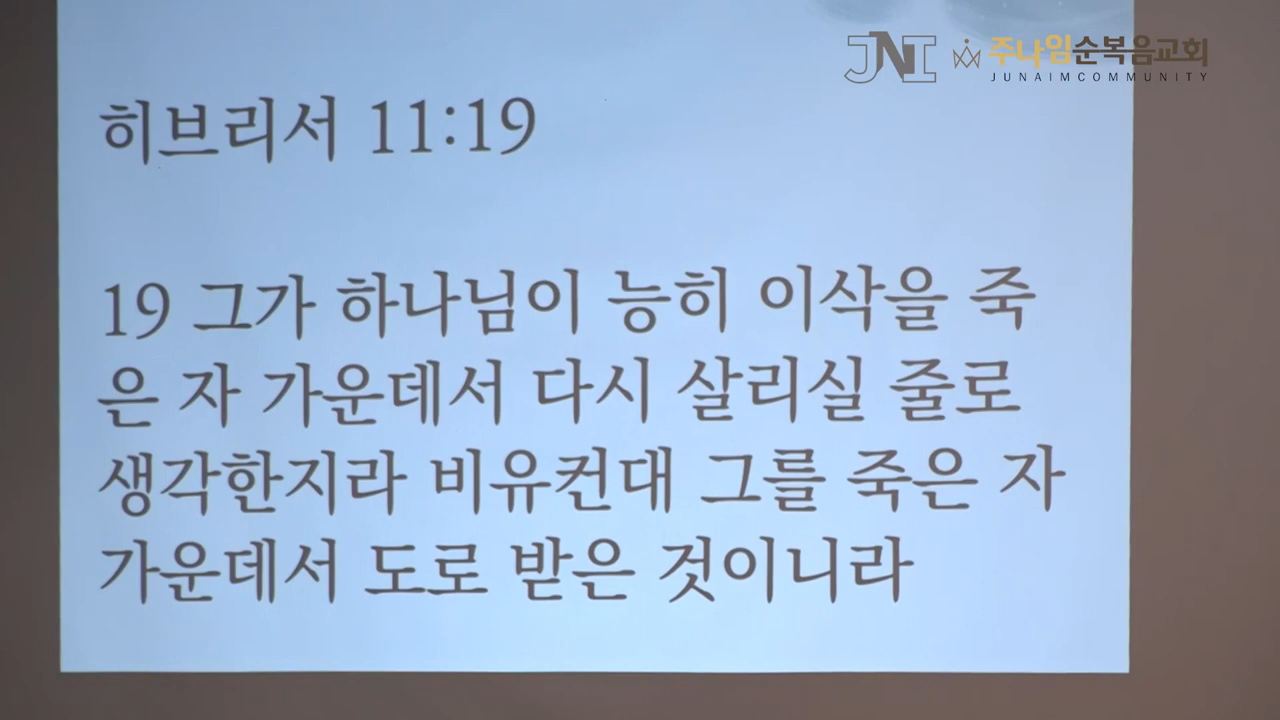 JNI 주나임순복음교회
JUNAIMCOMMUNITY
히브리서 11:19
19 그가 하나님이 능히 이삭을 죽
은 자 가운데서 다시 살리실 줄로
생각한지라 비유컨대 그를 죽은 자
가운데서 도로 받은 것이니라